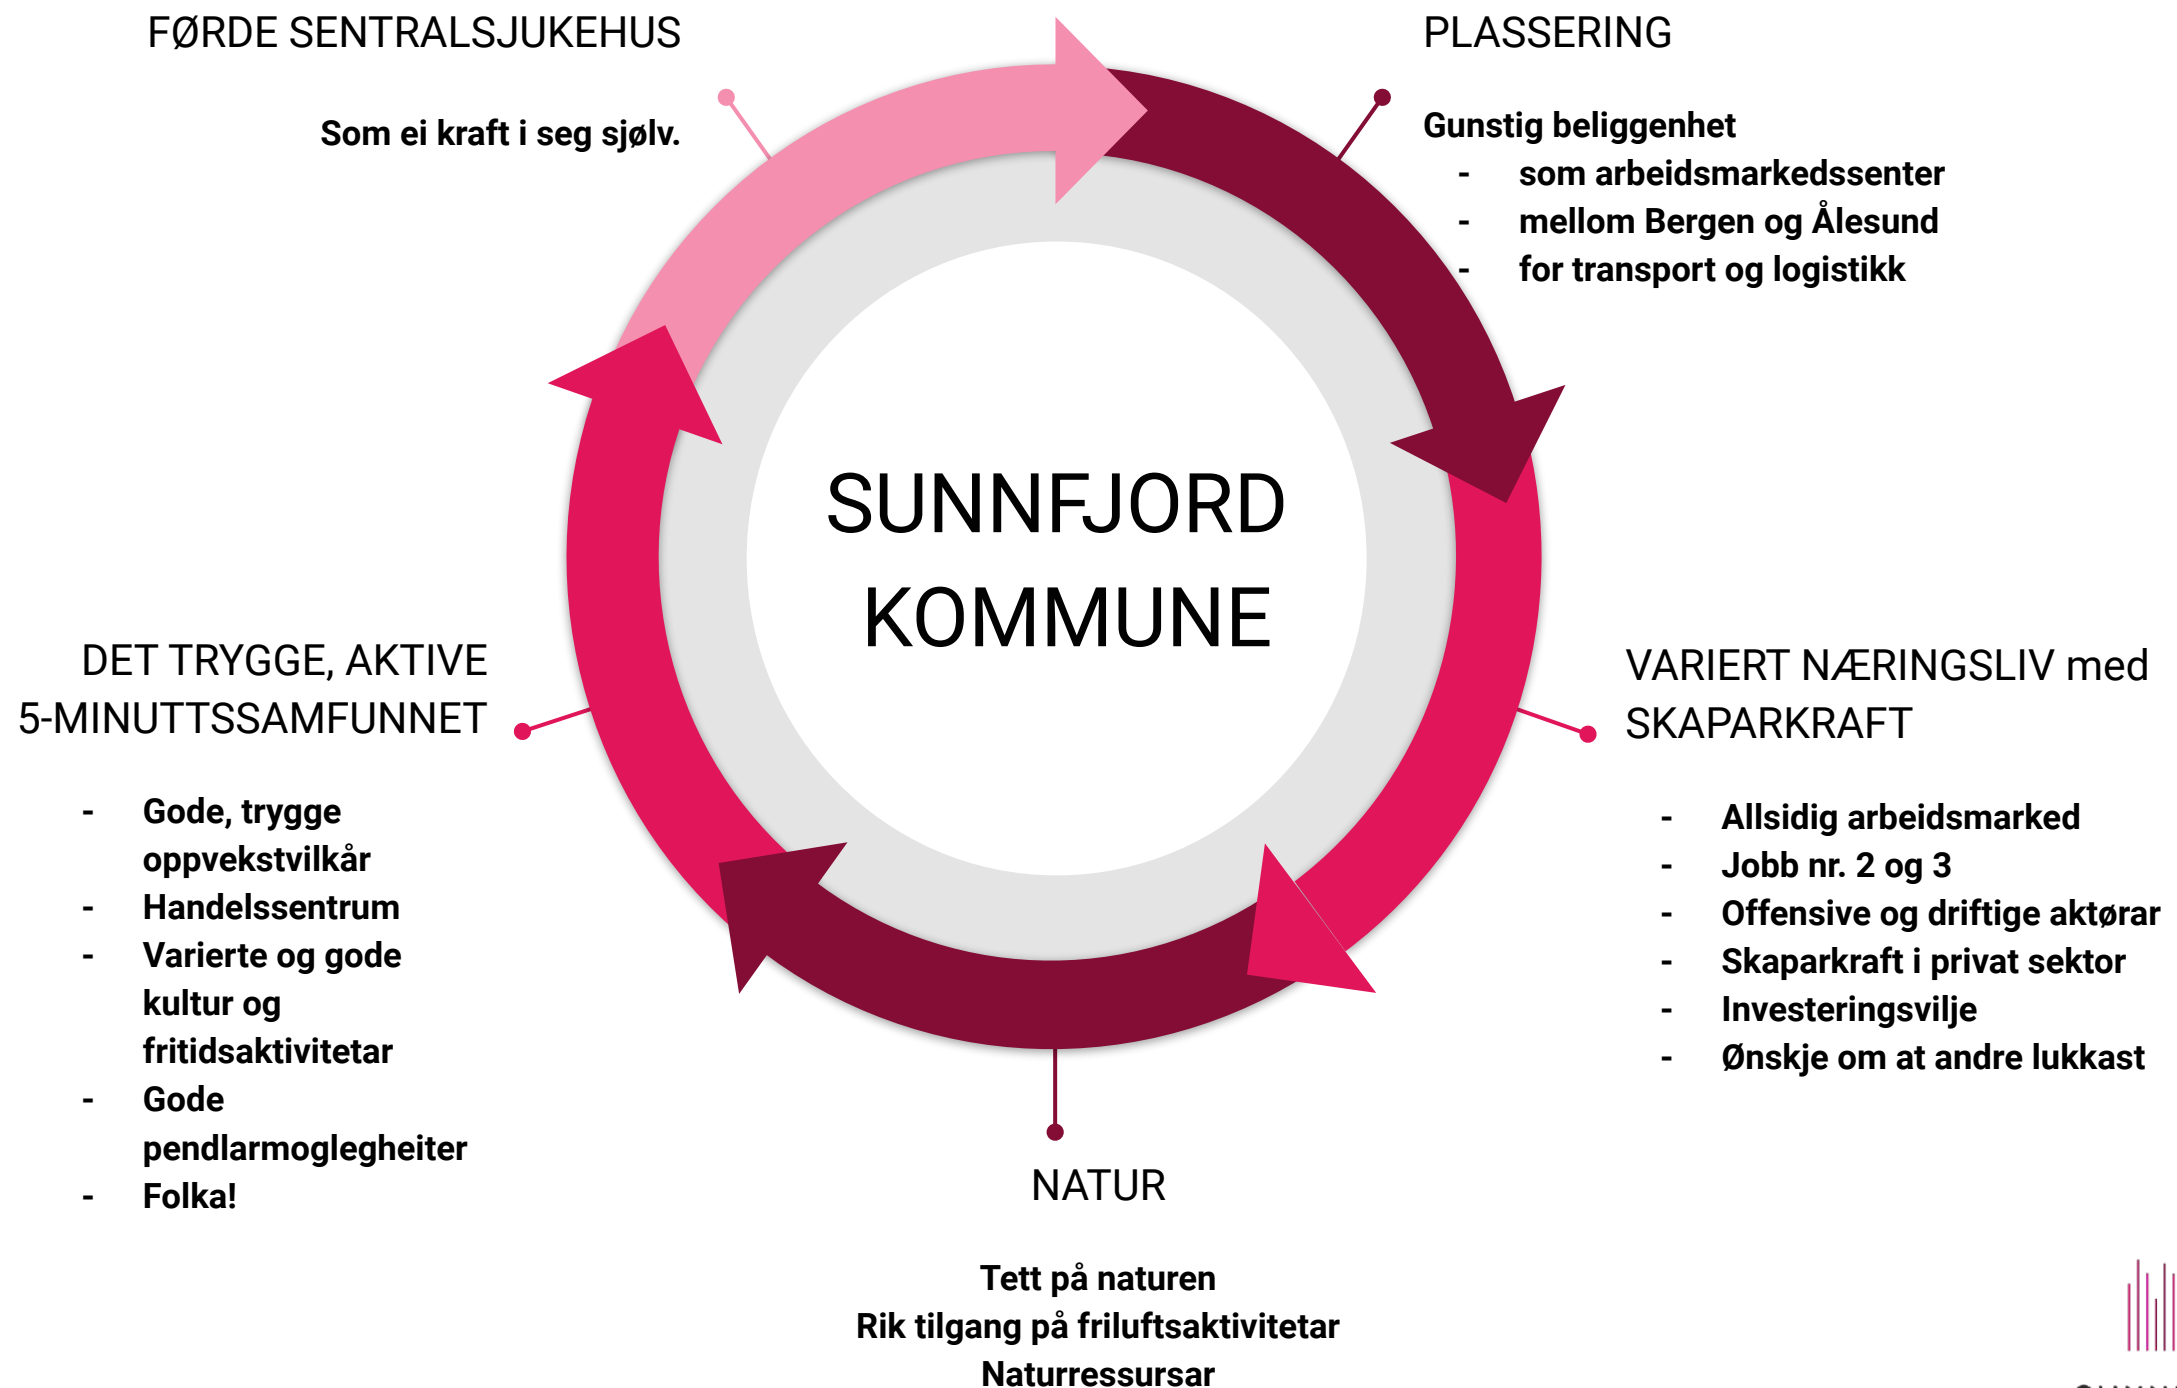 FØRDE SENTRALSJUKEHUS
Som ei kraft i seg sjølv.
PLASSERING
Gunstig beliggenhet
- som arbeidsmarkedssenter
- mellom Bergen og Ålesund
- for transport og logistikk
SUNNFJORD
KOMMUNE
DET TRYGGE, AKTIVE
5-MINUTTSSAMFUNNET
- Gode, trygge
oppvekstvilkår
- Handelssentrum
- Varierte og gode
kultur og
fritidsaktivitetar
- Gode
pendlarmoglegheiter
- Folka!
VARIERT NÆRINGSLIV med
SKAPARKRAFT
- Allsidig arbeidsmarked
- Jobb nr. 2 og 3
- Offensive og driftige aktørar
- Skaparkraft i privat sektor
- Investeringsvilje
- Ønskje om at andre lukkast
NATUR
Tett på naturen
Rik tilgang på friluftsaktivitetar
Naturressursar